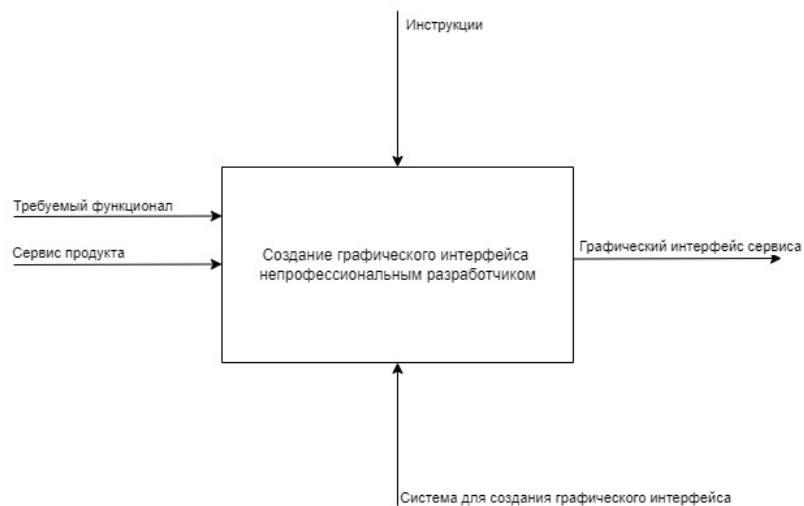 Инструкции
Требуемый функционал
Сервис продукта
Создание графического интерфейса
непрофессиональным разработчиком
Графический интерфейс сервиса
Система для создания графического интерфейса